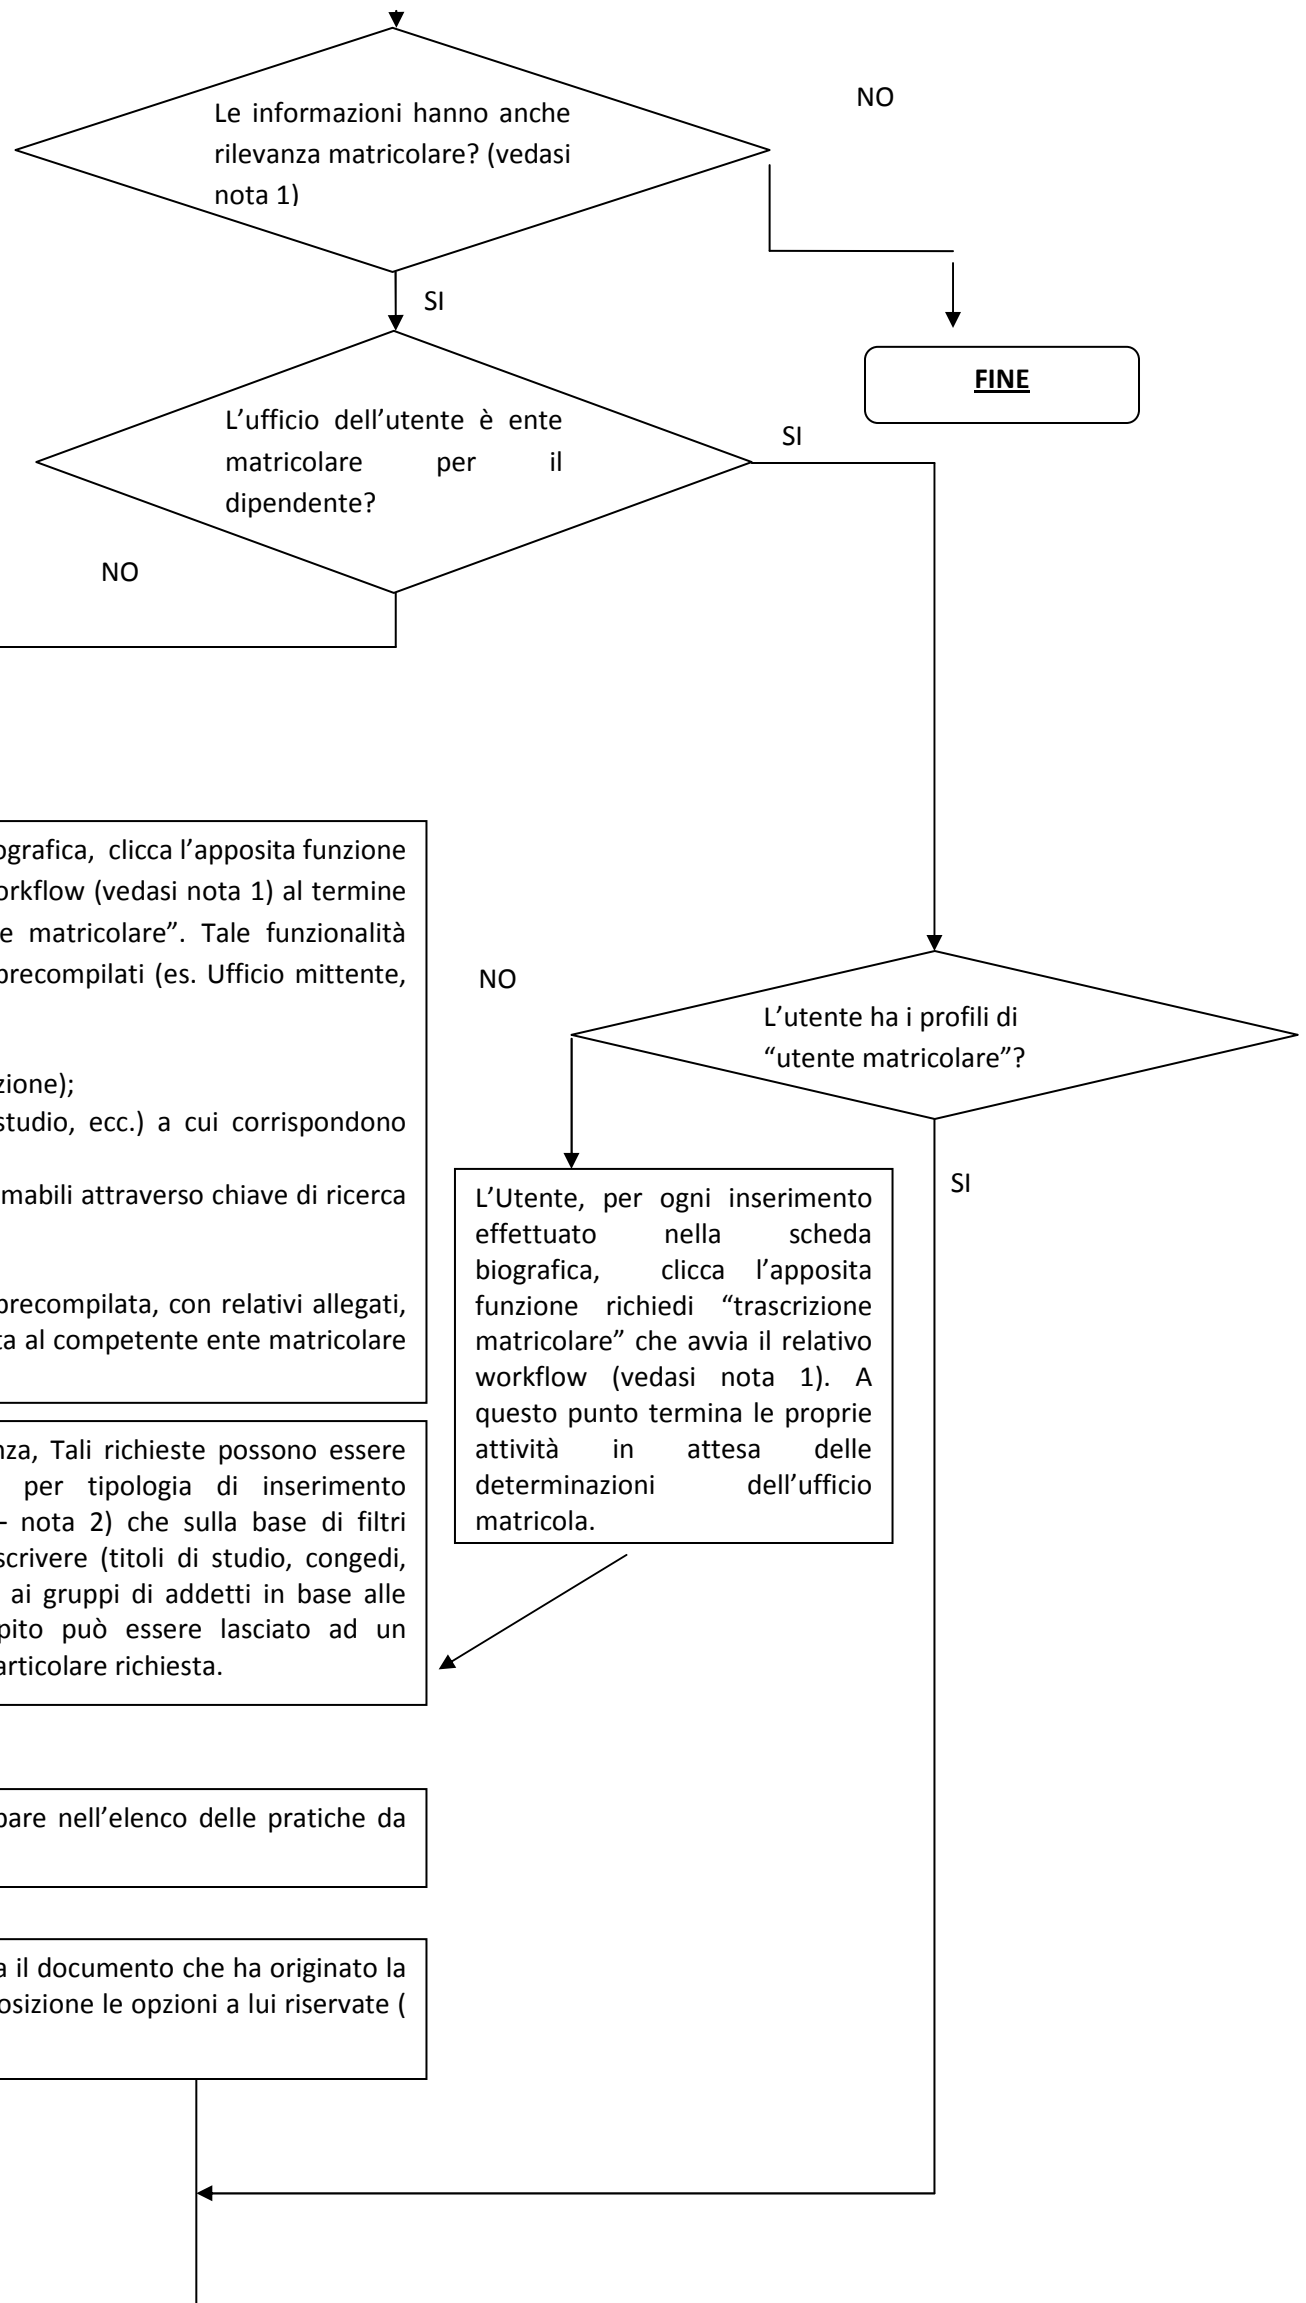 NO
Le informazioni hanno anche
rilevanza matricolare? (vedasi
nota 1)
SI
FINE
L’ufficio dell’utente è ente
matricolare per il
dipendente?
SI
NO
clicca l’apposita funzione
(vedasi nota 1) al termine
e matricolare”. Tale funzionalità
precompilati (es. Ufficio mittente,
NO
L’utente ha i profili di
“utente matricolare”?
SI
zione);
studio, ecc.) a cui corrispondono
mabili attraverso chiave di ricerca
precompilata, con relativi allegati,
ta al competente ente matricolare
L’Utente, per ogni inserimento
effettuato nella scheda
biografica, clicca l’apposita
funzione richiedi “trascrizione
matricolare” che avvia il relativo
workflow (vedasi nota 1). A
questo punto termina le proprie
attività in attesa delle
determinazioni dell’ufficio
matricola.
nza, Tali richieste possono essere
per tipologia di inserimento
- nota 2) che sulla base di filtri
scrivere (titoli di studio, congedi,
ai gruppi di addetti in base alle
pito può essere lasciato ad un
articolare richiesta.
pare nell’elenco delle pratiche da
a il documento che ha originato la
osizione le opzioni a lui riservate (